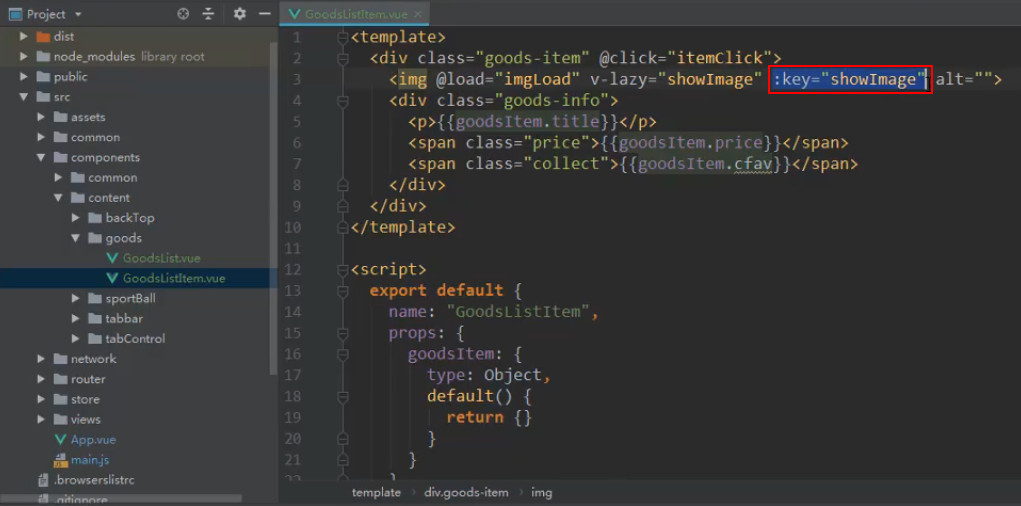 Project
GoodsListItem.vue
dist
node_modules library root
public
src
assets
common
components
common
content
backTop
goods
GoodsList.vue
GoodsListItem.vue
sportBall
tabbar
tabControl
network
router
store
views
App.vue
main.js
.browserslistrc
.gitignore
1 <template>
2 <div class="goods-item" @click="itemClick">
3 <img @load="imgLoad" v-lazy="showImage" :key="showImage" alt="">
4 <div class="goods-info">
5 <p>{{goodsItem.title}}</p>
6 <span class="price">{{goodsItem.price}}</span>
7 <span class="collect">{{goodsItem.cfav}}</span>
8 </div>
9 </div>
10 </template>
11
12 <script>
13 export default {
14 name: "GoodsListItem",
15 props: {
16 goodsItem: {
17 type: Object,
18 default() {
19 return {}
20 }
21 }
22 }
template › div.goods-item › img